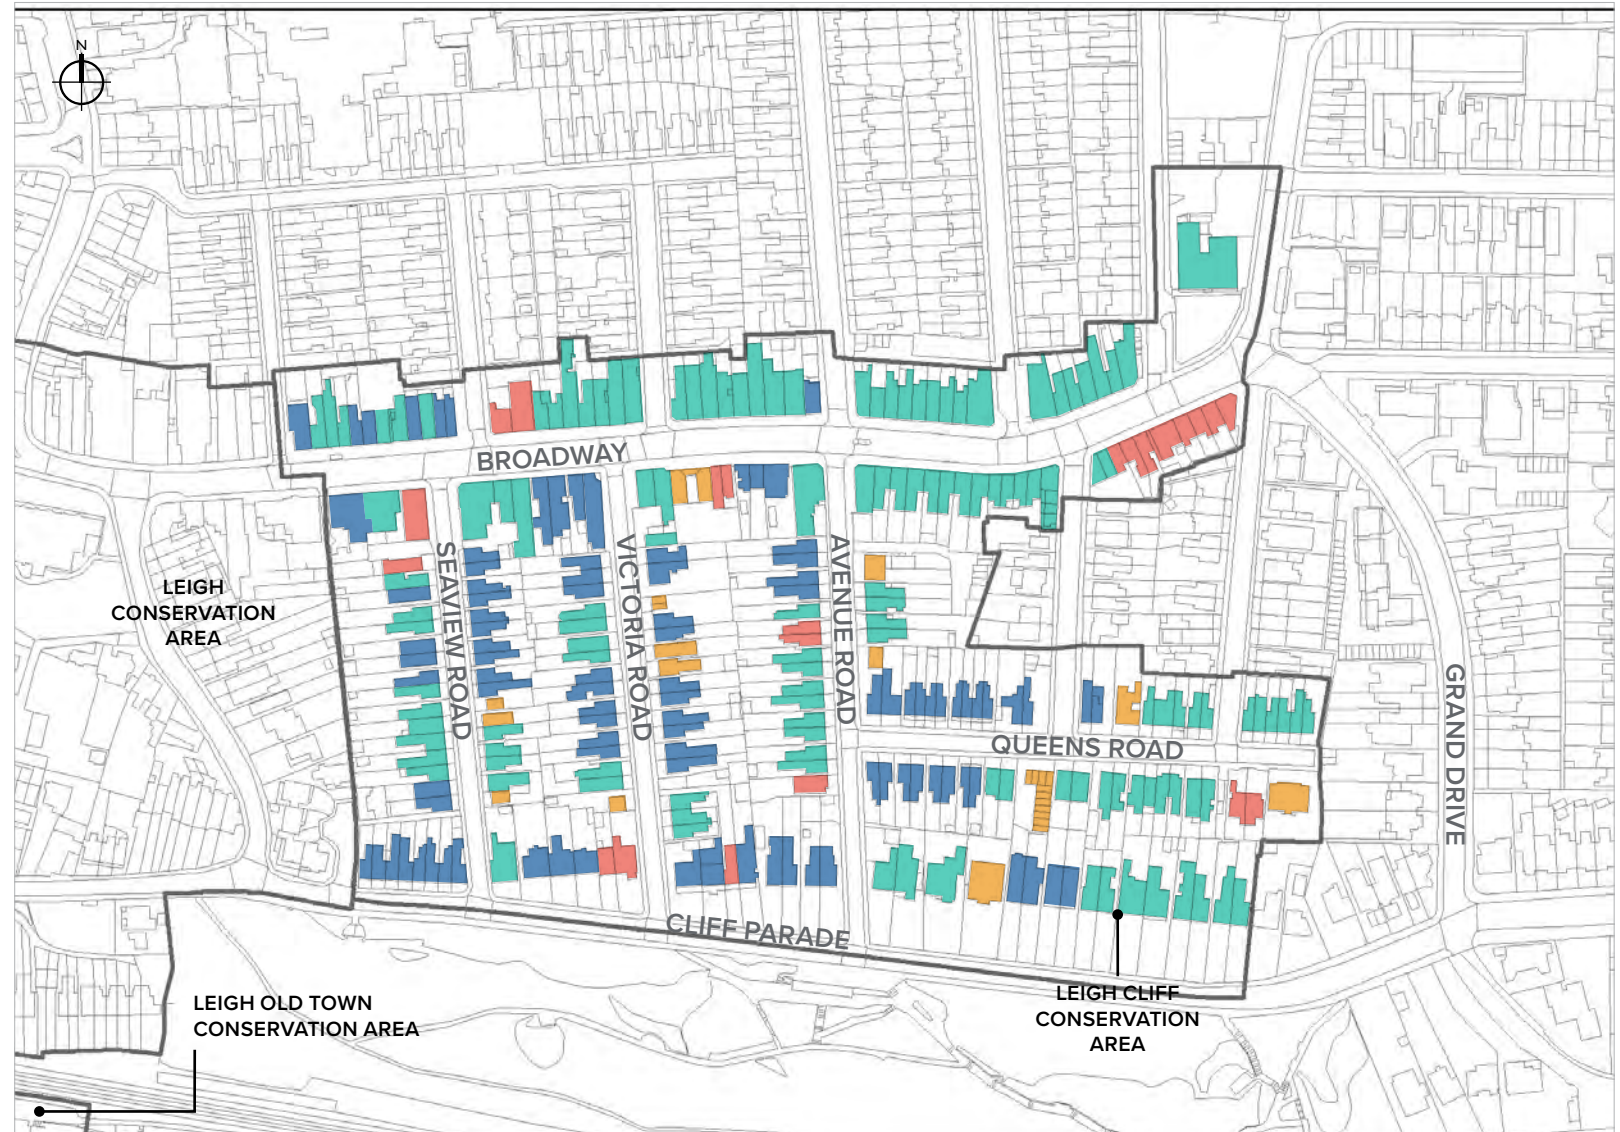 N
BROADWAY
SEAVIEW ROAD
VICTORIA ROAD
AVENUE ROAD
LEIGH
CONSERVATION
AREA
QUEENS ROAD
GRAND DRIVE
CLIFF PARADE
LEIGH OLD TOWN
CONSERVATION AREA
LEIGH CLIFF
CONSERVATION
AREA